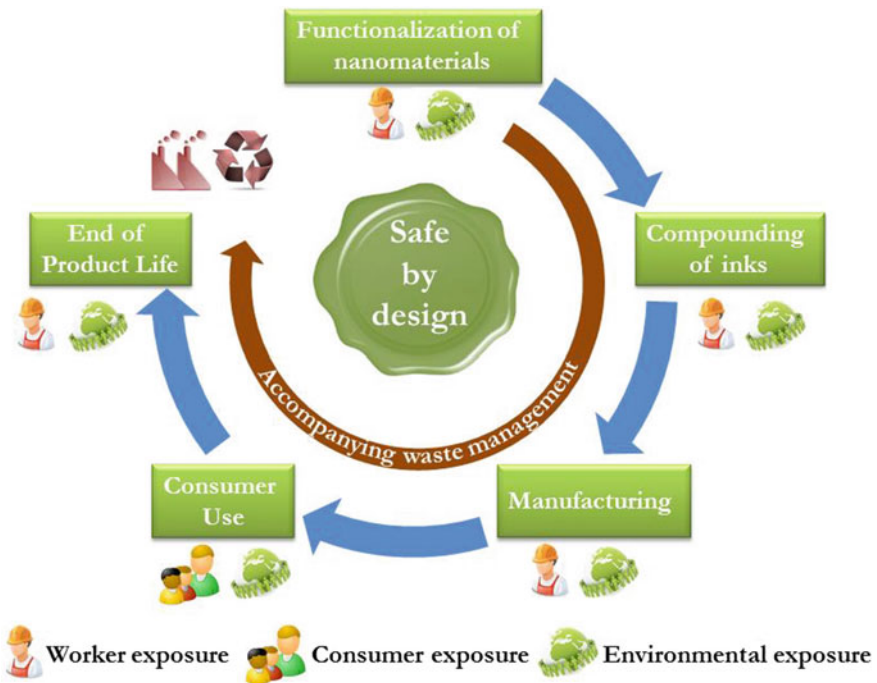 Functionalization of
nanomaterials
Compounding
of inks
Manufacturing
Consumer
Use
End of
Product Life
Safe
by
design
Accompanying waste management
Worker exposure
Consumer exposure
Environmental exposure